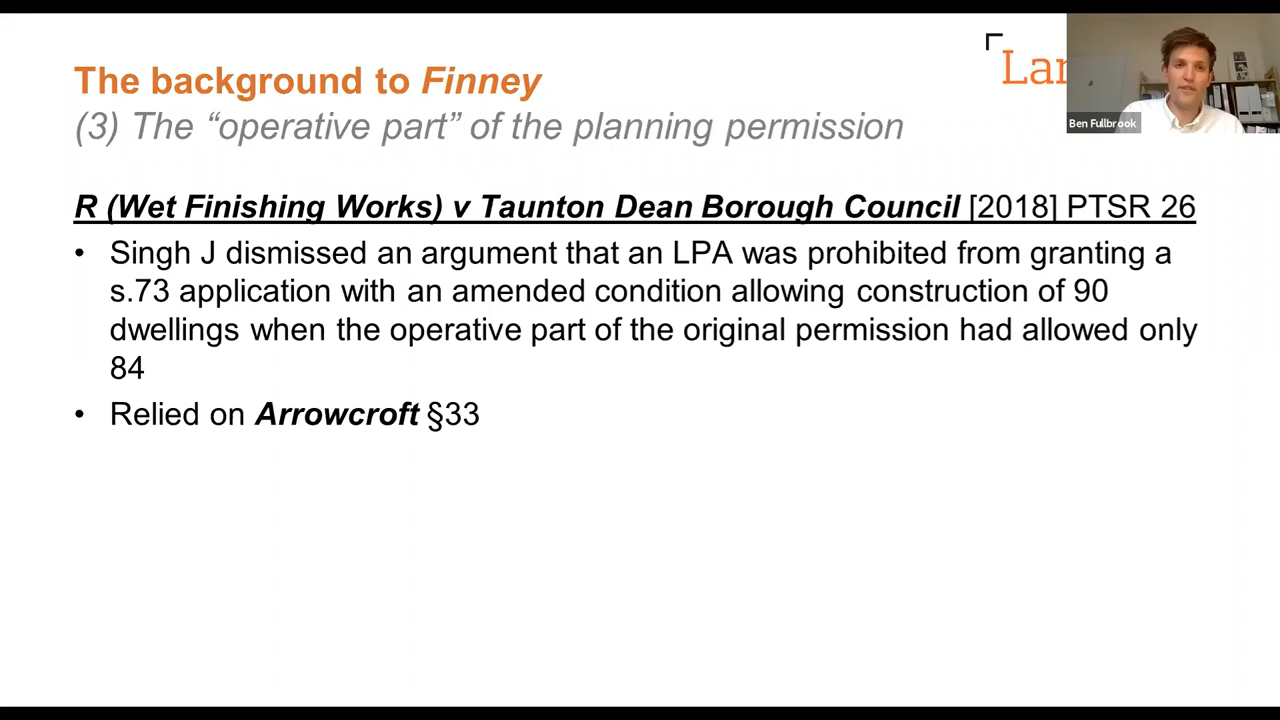 The background to Finney
(3) The “operative part” of the planning permission
Lan
Ben Fullbrook
R (Wet Finishing Works) v Taunton Dean Borough Council [2018] PTSR 26
• Singh J dismissed an argument that an LPA was prohibited from granting a
s.73 application with an amended condition allowing construction of 90
dwellings when the operative part of the original permission had allowed only
84
• Relied on Arrowcroft §33